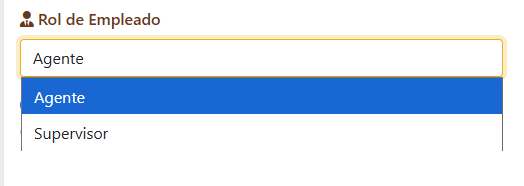 Rol de Empleado
Agente
Agente
Supervisor